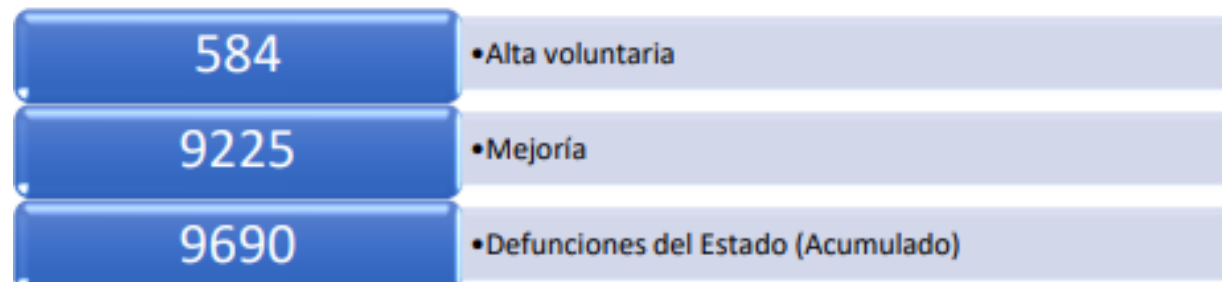 584
•Alta voluntaria
9225
•Mejoría
9690
•Defunciones del Estado (Acumulado)